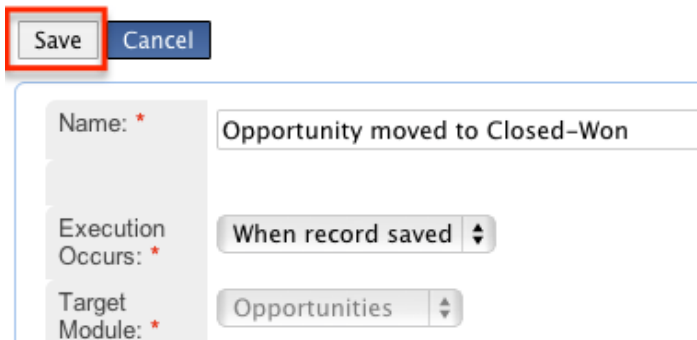 Save Cancel
Name: * Opportunity moved to Closed-Won
Execution
Occurs: * When record saved
Target
Module: * Opportunities